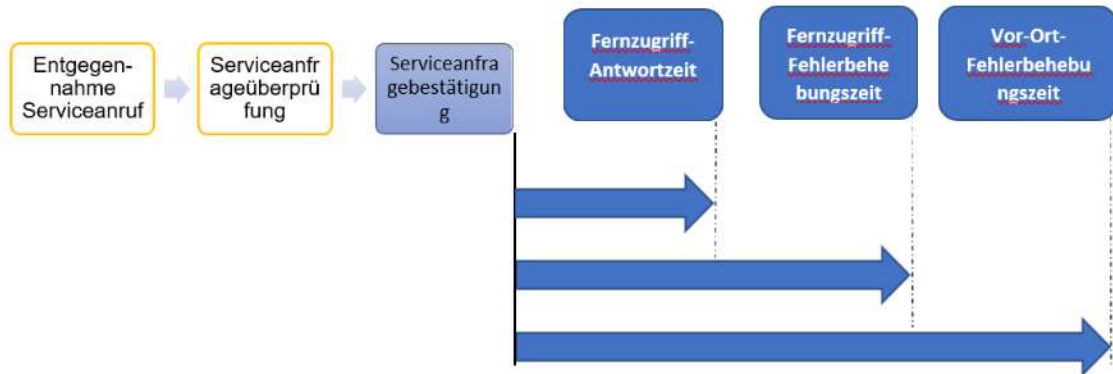 Entgegen-
nahme
Serviceanruf
Serviceanfr
ageüberprü
fung
Serviceanfra
gebestätigun
g
Fernzugriff-
Antwortzeit
Fernzugriff-
Fehlerbehe
bungszeit
Vor-Ort-
Fehlerbehebu
ngszeit